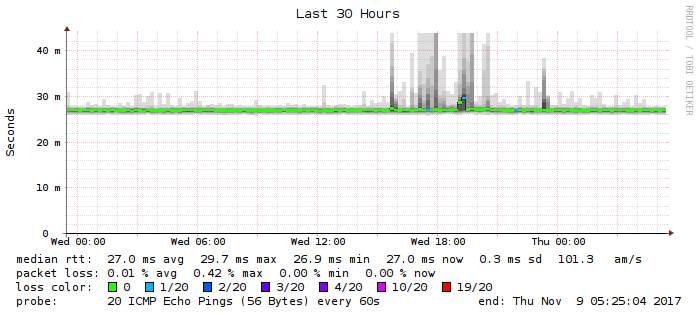 Last 30 Hours
RRDTOOL / TOBI OETIKER
Seconds
40 m
30 m
20 m
10 m
0
Wed 00:00 Wed 06:00 Wed 12:00 Wed 18:00 Thu 00:00
median rtt: 27.0 ms avg 29.7 ms max 26.9 ms min 27.0 ms now 0.3 ms sd 101.3 am/s
packet loss: 0.01 % avg 0.42 % max 0.00 % min 0.00 % now
loss color: 0 1/20 2/20 3/20 4/20 10/20 19/20
probe: 20 ICMP Echo Pings (56 Bytes) every 60s end: Thu Nov 9 05:25:04 2017